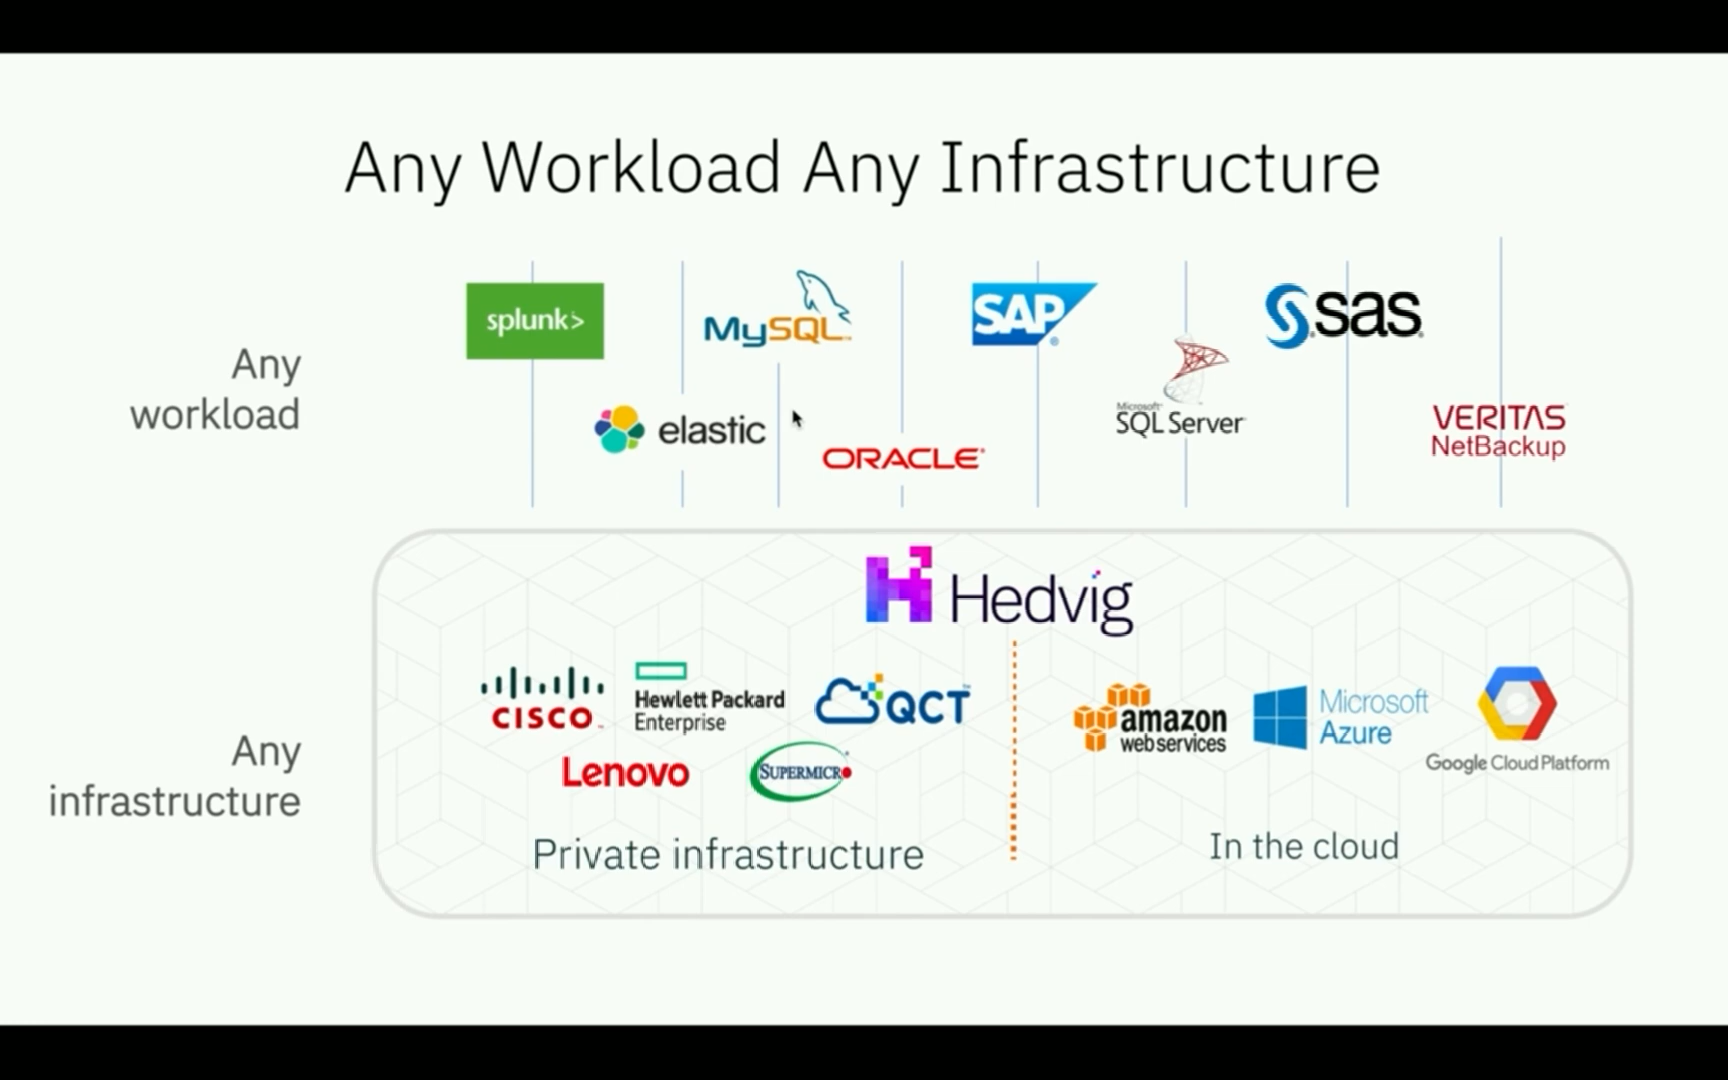 Any Workload Any Infrastructure
Any
workload
splunk>
MySQL
SAP
sas
elastic
ORACLE
Microsoft
SQL Server
VERITAS
NetBackup
Hedvig
Any
infrastructure
CISCO
Hewlett Packard
Enterprise
QCT
Lenovo
SUPERMICRO
amazon
web services
Microsoft
Azure
Google Cloud Platform
Private infrastructure
In the cloud